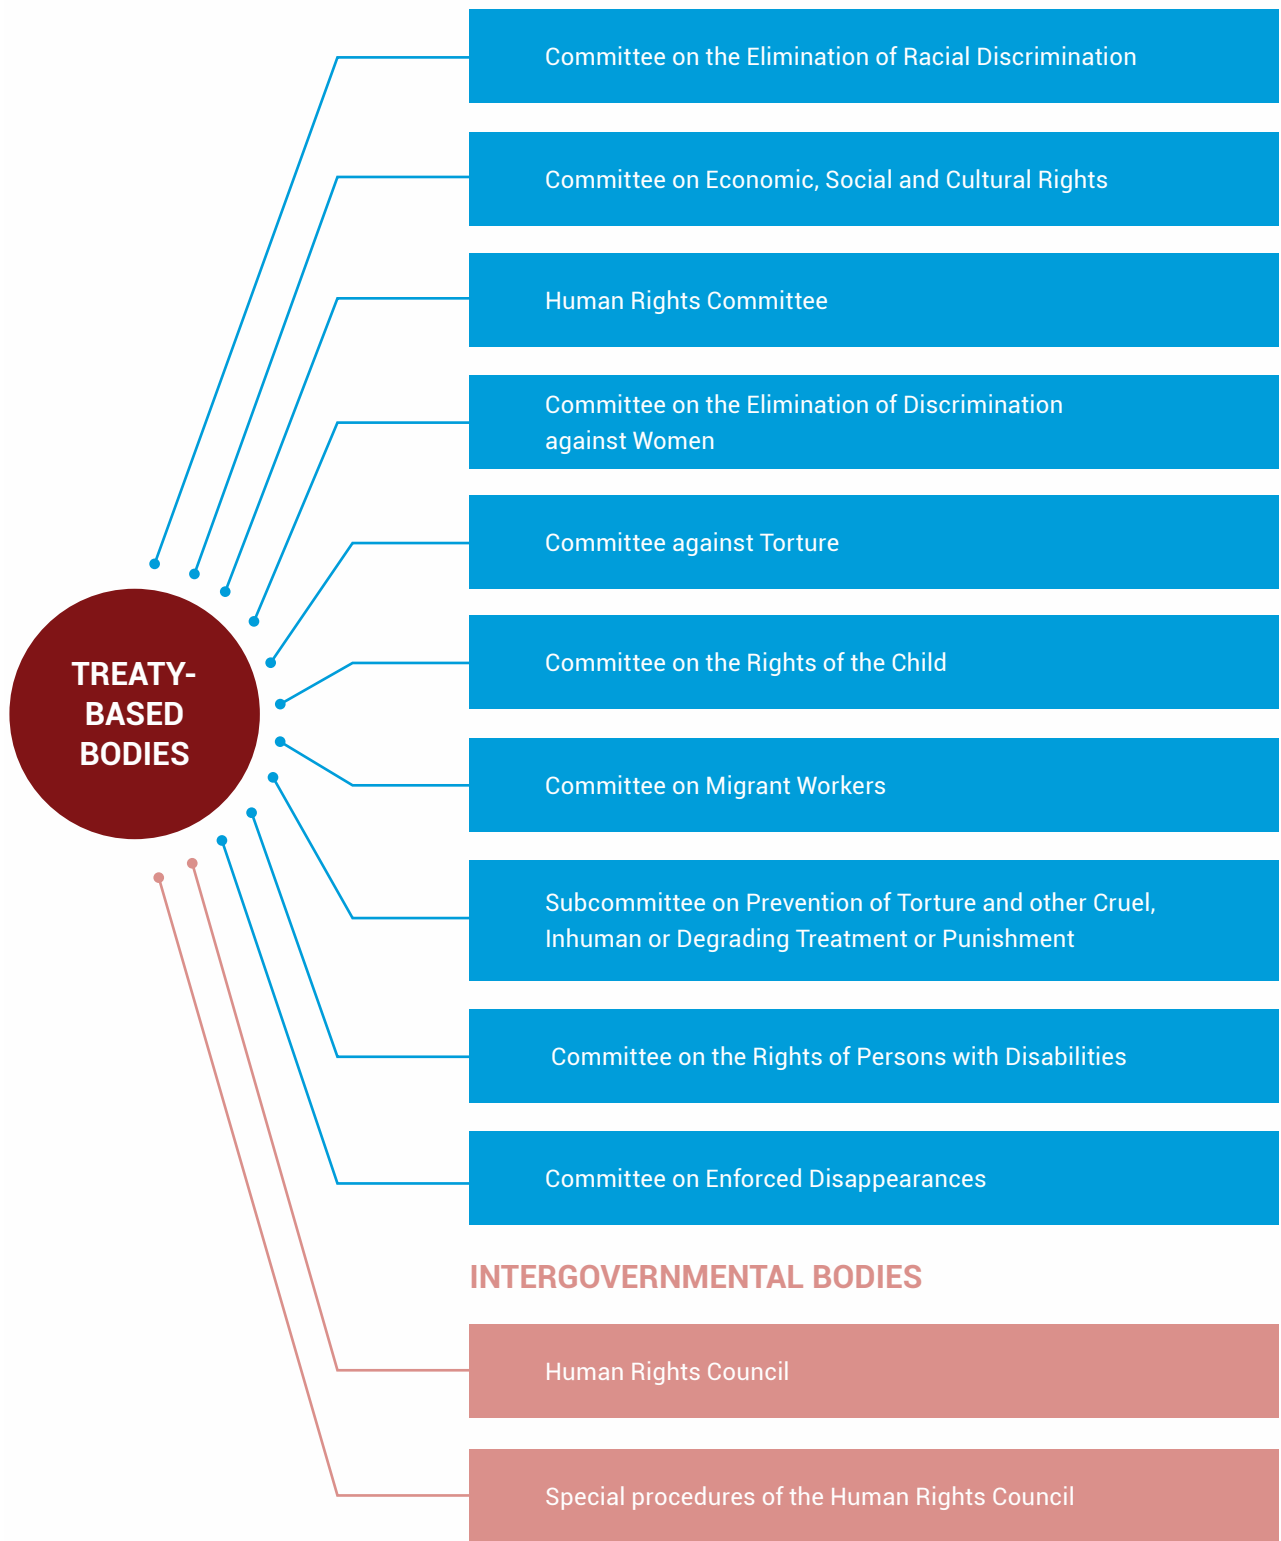 Committee on the Elimination of Racial Discrimination
Committee on Economic, Social and Cultural Rights
Human Rights Committee
Committee on the Elimination of Discrimination
against Women
Committee against Torture
TREATY-
BASED
BODIES
Committee on the Rights of the Child
Committee on Migrant Workers
Subcommittee on Prevention of Torture and other Cruel,
Inhuman or Degrading Treatment or Punishment
Committee on the Rights of Persons with Disabilities
Committee on Enforced Disappearances
INTERGOVERNMENTAL BODIES
Human Rights Council
Special procedures of the Human Rights Council